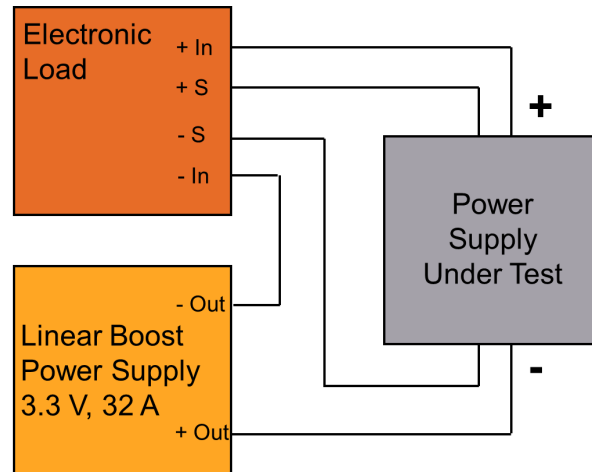 Electronic
Load
+ In
+ S
- S
- In
+
Power
Supply
Under Test
-
- Out
Linear Boost
Power Supply
3.3 V, 32 A
+ Out